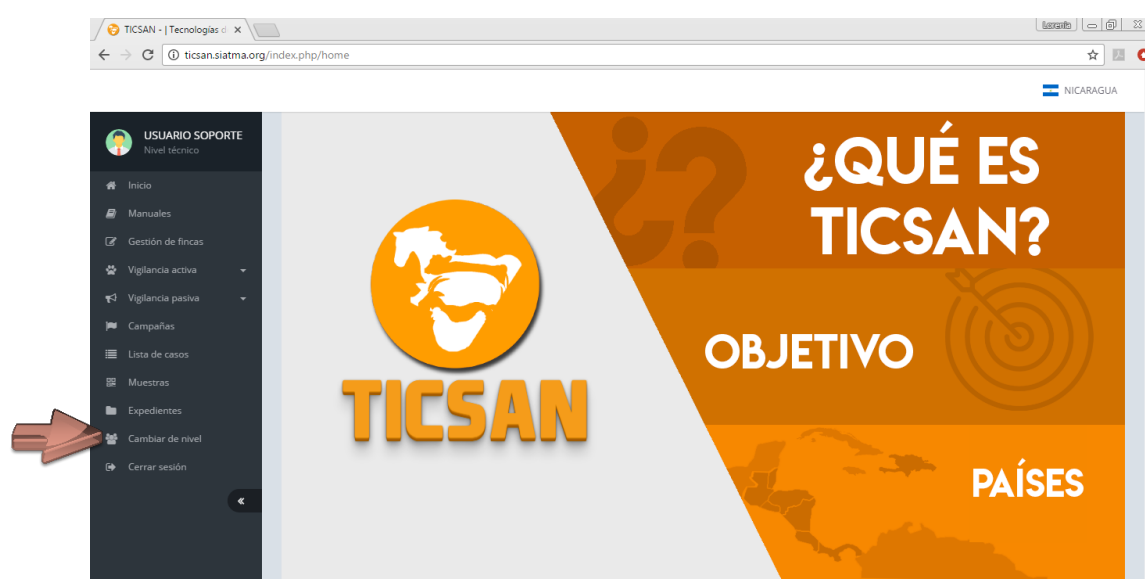 TICSAN - | Tecnologías d
Lorenia
ticsan.siatma.org/index.php/home
NICARAGUA
USUARIO SOPORTE
Nivel técnico
Inicio
Manuales
Gestión de fincas
Vigilancia activa
Vigilancia pasiva
Campañas
Lista de casos
Muestras
Expedientes
Cambiar de nivel
Cerrar sesión
TICSAN
¿?
¿QUÉ ES
TICSAN?
OBJETIVO
PAÍSES